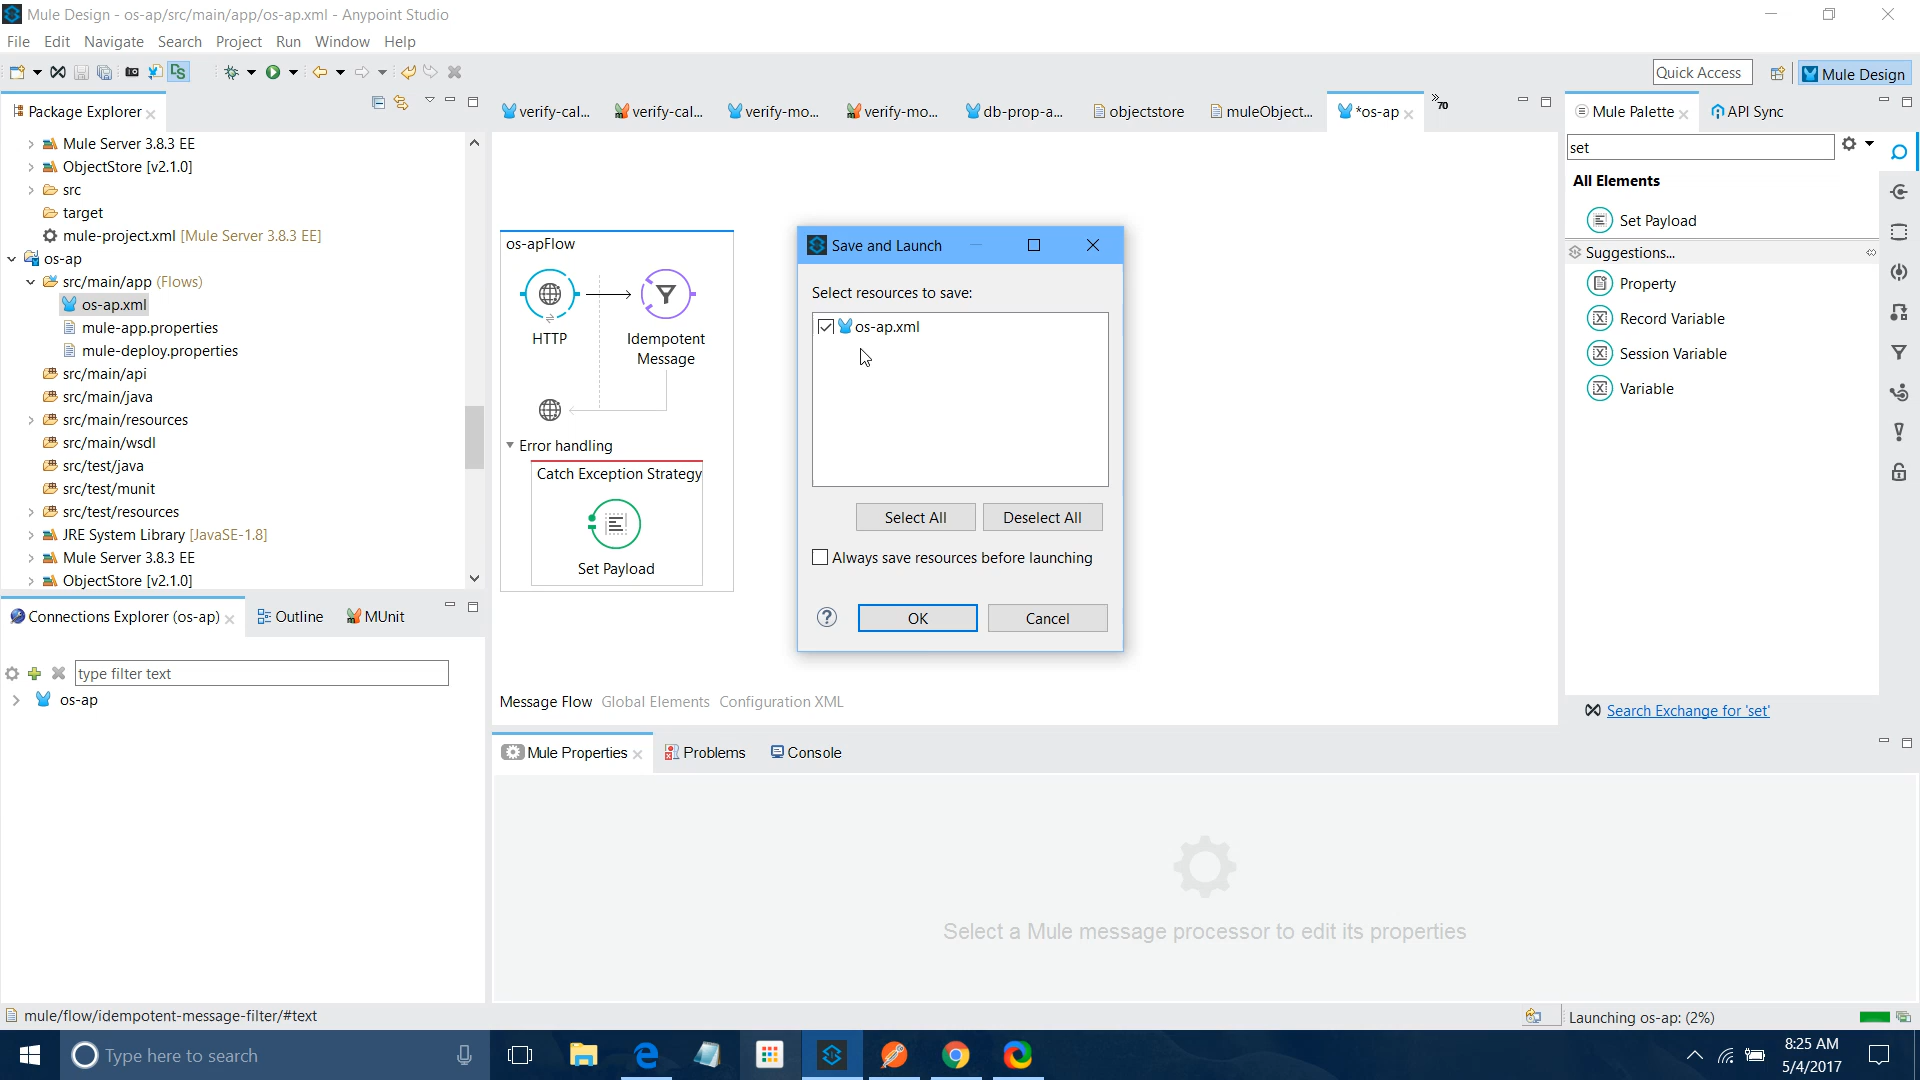 Mule Design - os-ap/src/main/app/os-ap.xml - Anypoint Studio
File Edit Navigate Search Project Run Window Help
Quick Access Mule Design
Package Explorer
verify-cal... verify-cal... verify-mo... verify-mo... db-prop-a... objectstore muleObject... *os-ap »70
Mule Palette API Sync
Mule Server 3.8.3 EE
ObjectStore [v2.1.0]
src
target
mule-project.xml [Mule Server 3.8.3 EE]
os-ap
src/main/app (Flows)
os-ap.xml
mule-app.properties
mule-deploy.properties
src/main/api
src/main/java
src/main/resources
src/main/wsdl
src/test/java
src/test/munit
src/test/resources
JRE System Library [JavaSE-1.8]
Mule Server 3.8.3 EE
ObjectStore [v2.1.0]
Connections Explorer (os-ap) Outline MUnit
type filter text
os-ap
os-apFlow
HTTP
Idempotent
Message
Error handling
Catch Exception Strategy
Set Payload
Save and Launch
Select resources to save:
os-ap.xml
Select All Deselect All
Always save resources before launching
OK Cancel
Message Flow Global Elements Configuration XML
set
All Elements
Set Payload
Suggestions...
Property
Record Variable
Session Variable
Variable
Search Exchange for 'set'
Mule Properties Problems Console
Select a Mule message processor to edit its properties
mule/flow/idempotent-message-filter/#text
Launching os-ap: (2%)
Type here to search
8:25 AM
5/4/2017